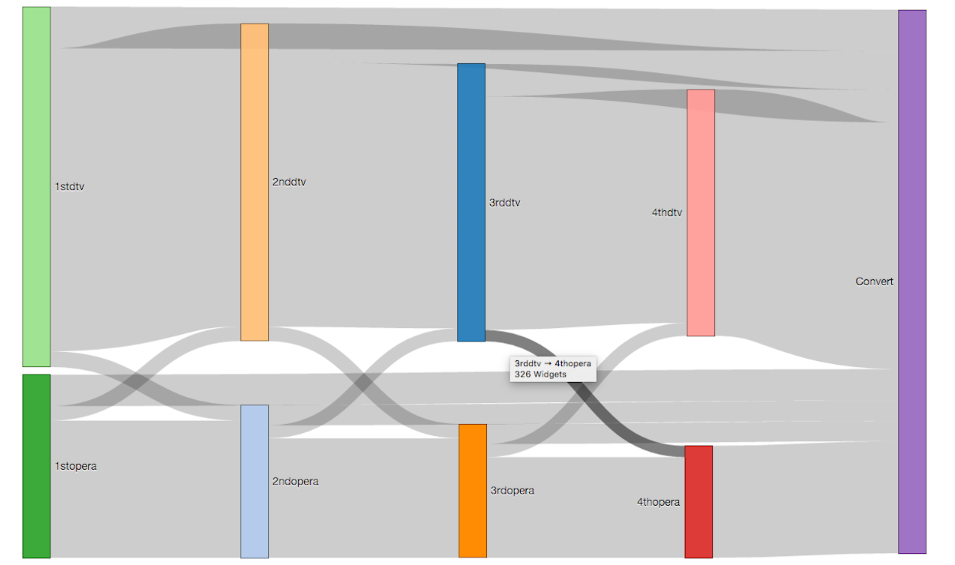 1stdtv
2nddtv
3rddtv
4thdtv
Convert
3rddtv → 4thopera
326 Widgets
1stopera
2ndopera
3rdopera
4thopera